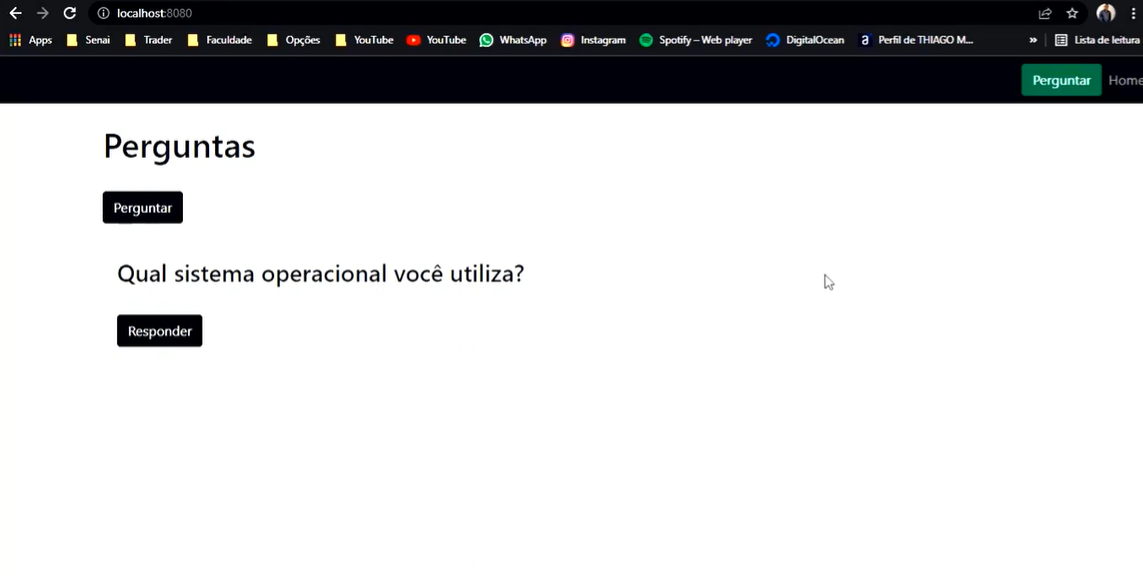 localhost:8080
Apps Senai Trader Faculdade Opções YouTube YouTube WhatsApp Instagram Spotify – Web player DigitalOcean Perfil de THIAGO M... » Lista de leitura
Perguntar Home
Perguntas
Perguntar
Qual sistema operacional você utiliza?
Responder